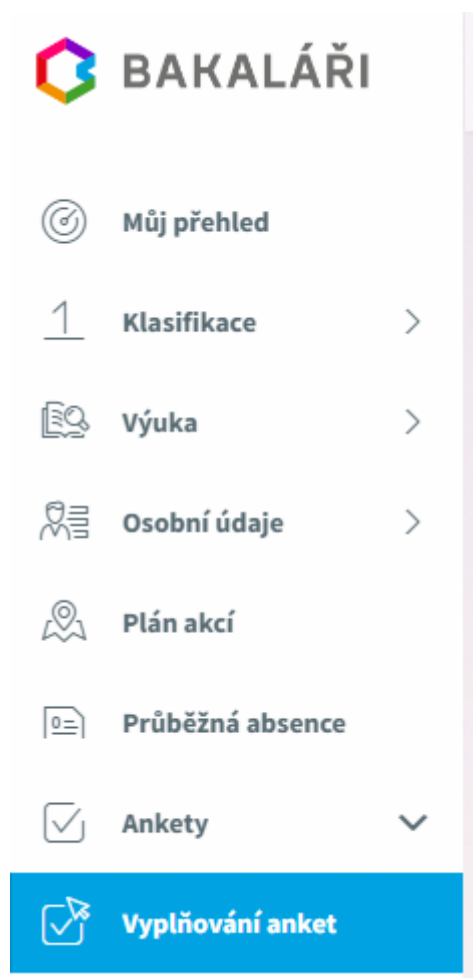 BAKALÁŘI
Můj přehled
1 Klasifikace
Výuka
Osobní údaje
Plán akcí
Průběžná absence
Ankety
Vyplňování anket